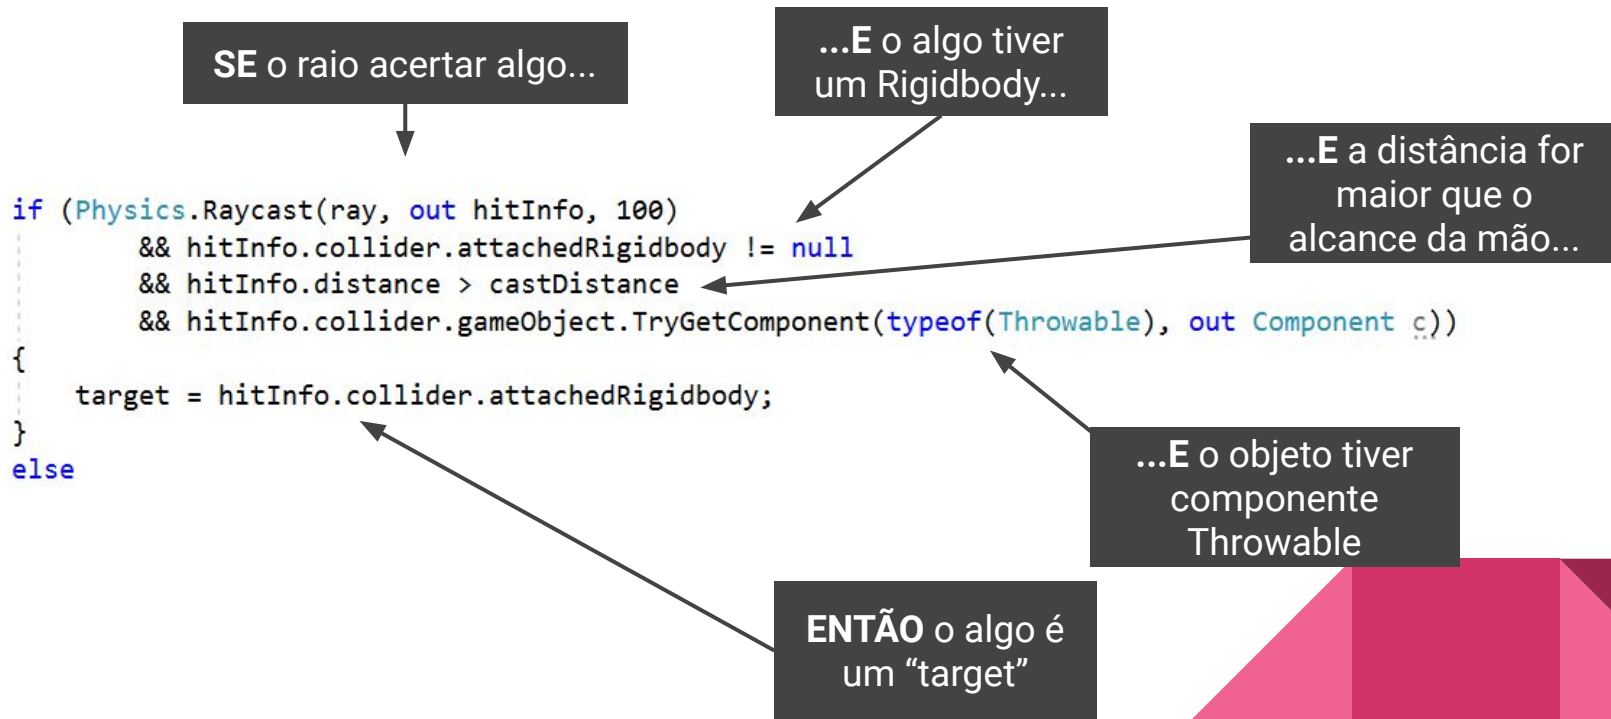 SE o raio acertar algo...
...E o algo tiver
um Rigidbody...
...E a distância for
maior que o
alcance da mão...
if (Physics.Raycast(ray, out hitInfo, 100)
&& hitInfo.collider.attachedRigidbody != null
&& hitInfo.distance > castDistance
&& hitInfo.collider.gameObject.TryGetComponent(typeof(Throwable), out Component c))
{
target = hitInfo.collider.attachedRigidbody;
}
else
...E o objeto tiver
componente
Throwable
ENTÃO o algo é
um “target”